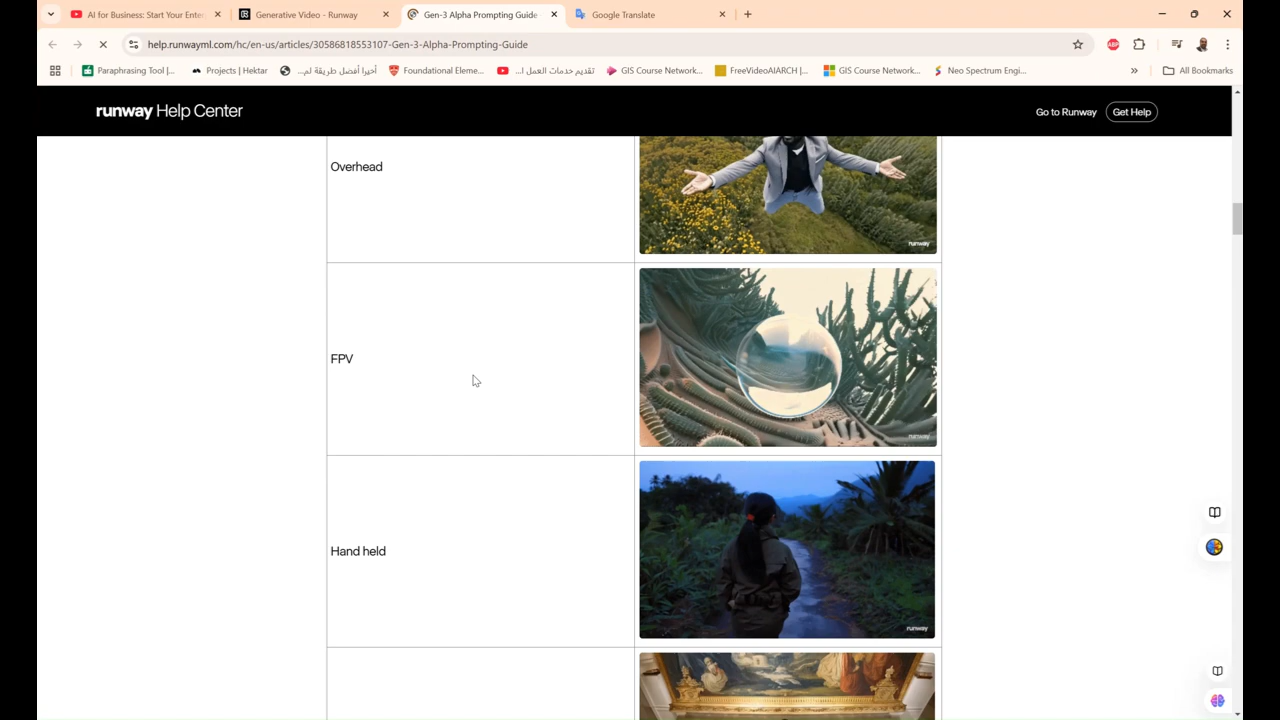 AI for Business: Start Your Ente
Generative Video - Runway
Gen-3 Alpha Prompting Guide
Google Translate
help.runwayml.com/hc/en-us/articles/30586818553107-Gen-3-Alpha-Prompting-Guide
ABP
Paraphrasing Tool |...
Projects | Hektar
أخيرا أفضل طريقة لم...
Foundational Eleme...
تقديم خدمات العمل ا...
GIS Course Network...
FreeVideoAIARCH |...
GIS Course Network...
Neo Spectrum Engi...
All Bookmarks
runway Help Center
Go to Runway
Get Help
Overhead
runway
FPV
runway
Hand held
runway